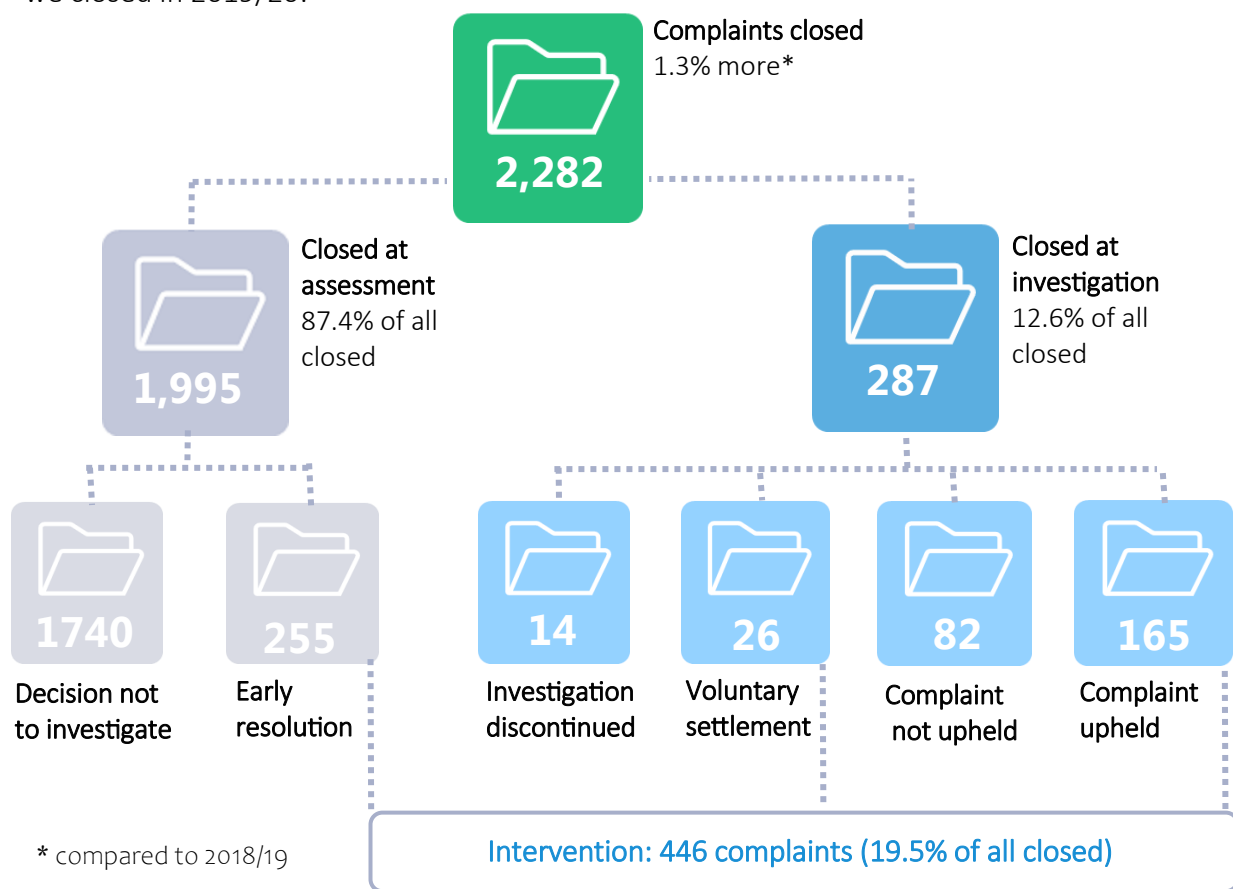 Complaints closed
1.3% more*
2,282
Closed at
assessment
87.4% of all
closed
1,995
Closed at
investigation
12.6% of all
closed
287
1740
Decision not
to investigate
255
Early
resolution
14
Investigation
discontinued
26
Voluntary
settlement
82
Complaint
not upheld
165
Complaint
upheld
* compared to 2018/19
Intervention: 446 complaints (19.5% of all closed)